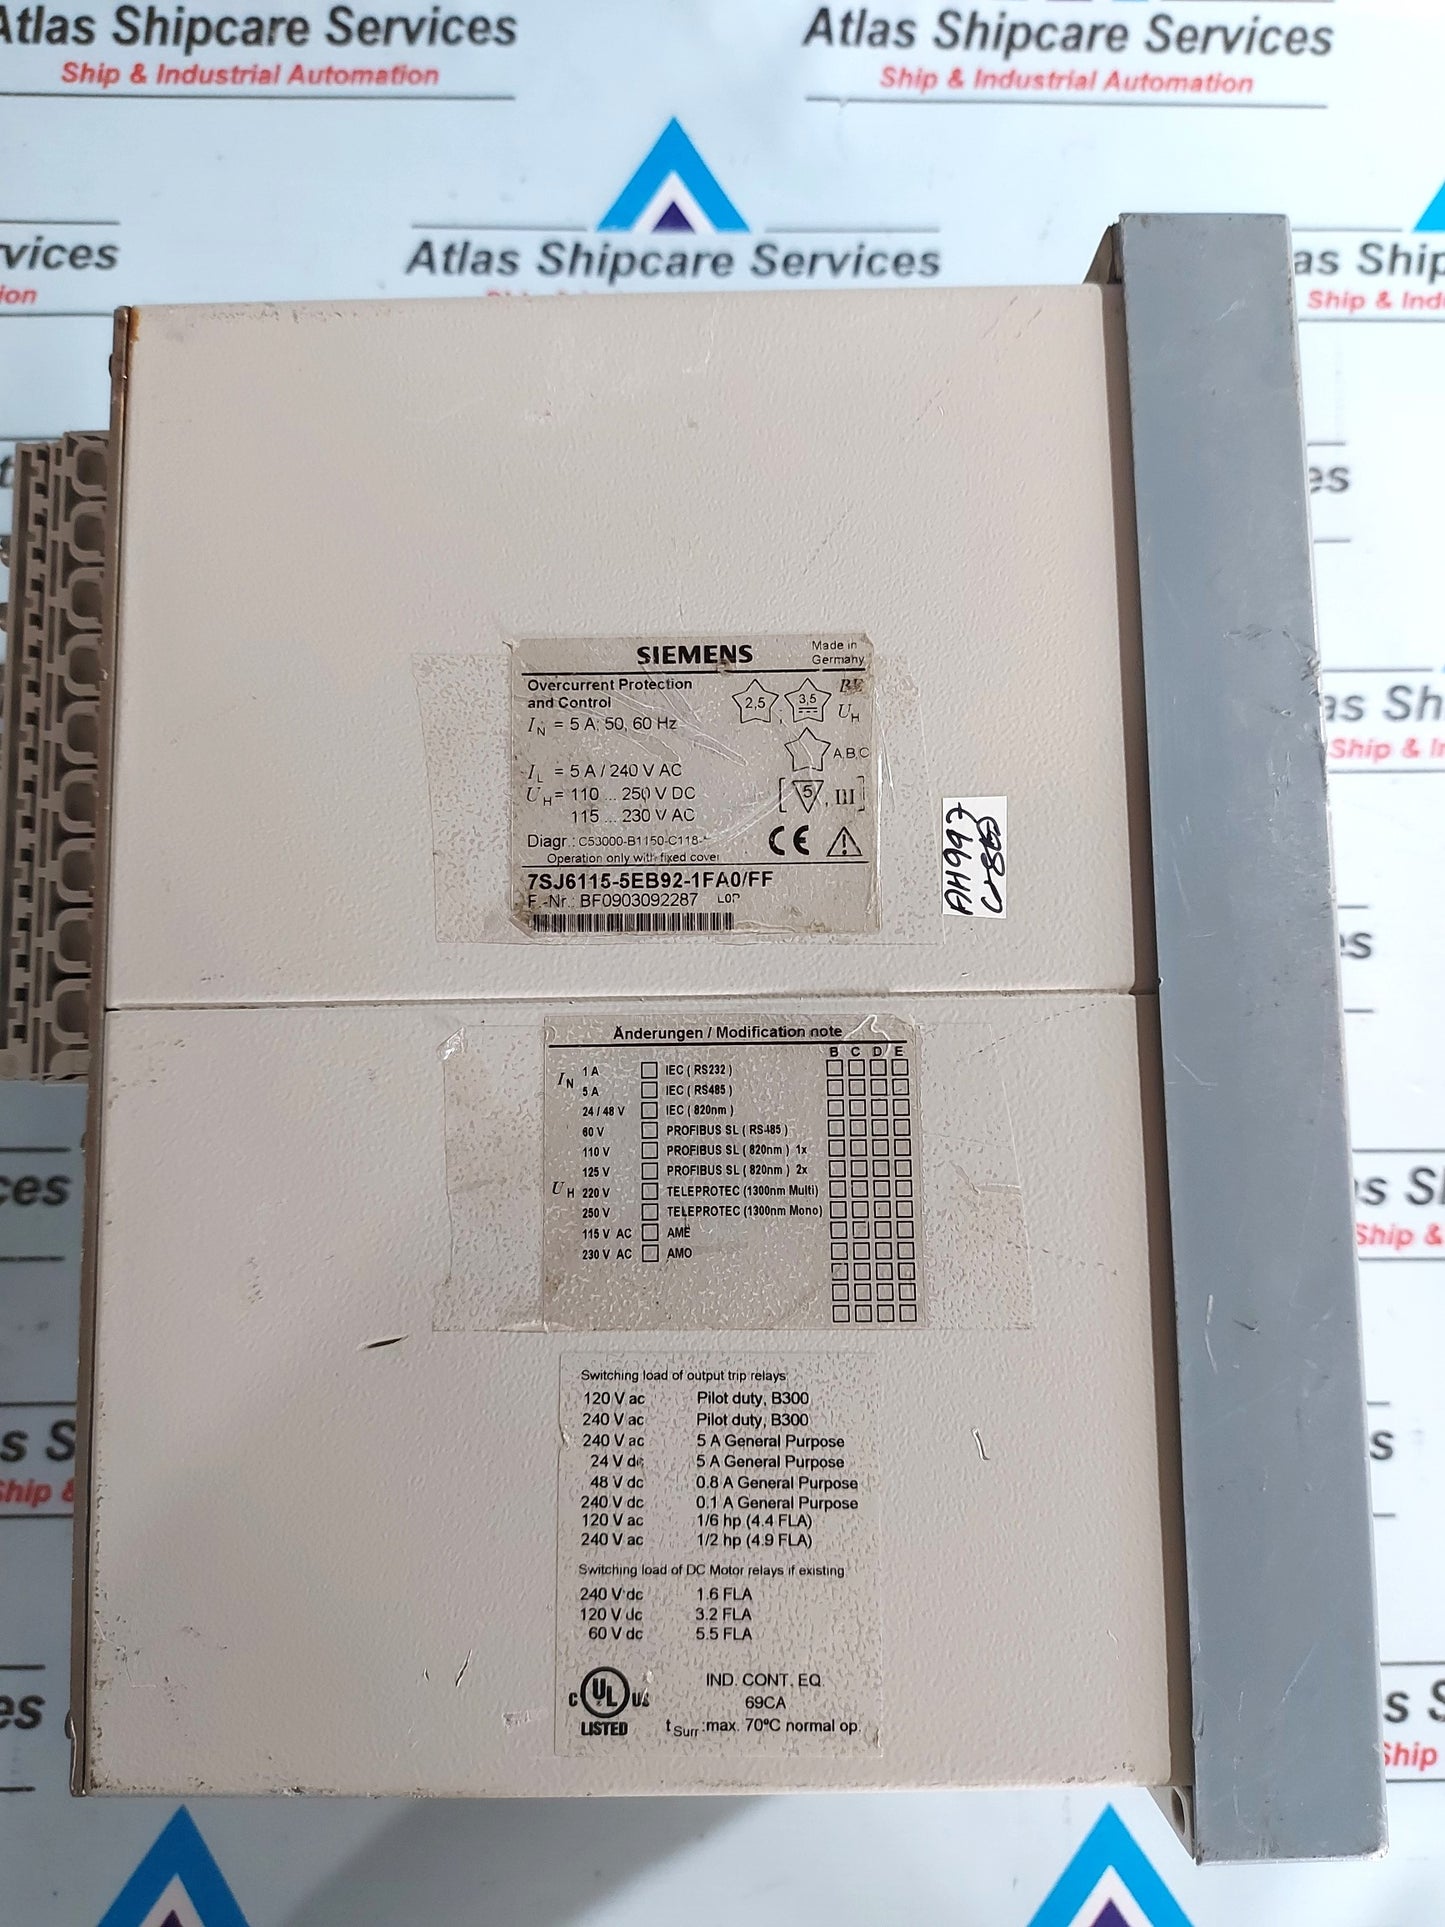 Atlas Shipcare Services
Ship & Industrial Automation
Atlas Shipcare Services
Ship & Industrial Automation
Atlas Shipcare Services
SIEMENS
Made in
Germany
Overcurrent Protection
and Control
IN = 5 A; 50, 60 Hz
2,5 ; 3,5
BF
UH
A,B,C
IL = 5 A / 240 V AC
UH = 110 ... 250 V DC
115 ... 230 V AC
[ 5 , III ]
Diagr.: C53000-B1150-C118-
CE
Operation only with fixed cover
7SJ6115-5EB92-1FA0/FF
F.-Nr.: BF0903092287
AH997
Änderungen / Modification note
B C D E
IN 1 A IEC ( RS232 )
5 A IEC ( RS485 )
24 / 48 V IEC ( 820nm )
60 V PROFIBUS SL ( RS485 )
110 V PROFIBUS SL ( 820nm ) 1x
125 V PROFIBUS SL ( 820nm ) 2x
UH 220 V TELEPROTEC (1300nm Multi)
250 V TELEPROTEC (1300nm Mono)
115 V AC AME
230 V AC AMO
Switching load of output trip relays:
120 V ac Pilot duty, B300
240 V ac Pilot duty, B300
240 V ac 5 A General Purpose
24 V dc 5 A General Purpose
48 V dc 0.8 A General Purpose
240 V dc 0.1 A General Purpose
120 V ac 1/6 hp (4.4 FLA)
240 V ac 1/2 hp (4.9 FLA)
Switching load of DC Motor relays if existing
240 V dc 1.6 FLA
120 V dc 3.2 FLA
60 V dc 5.5 FLA
C UL US
LISTED
IND. CONT. EQ.
69CA
tSurr.:max. 70°C normal op.